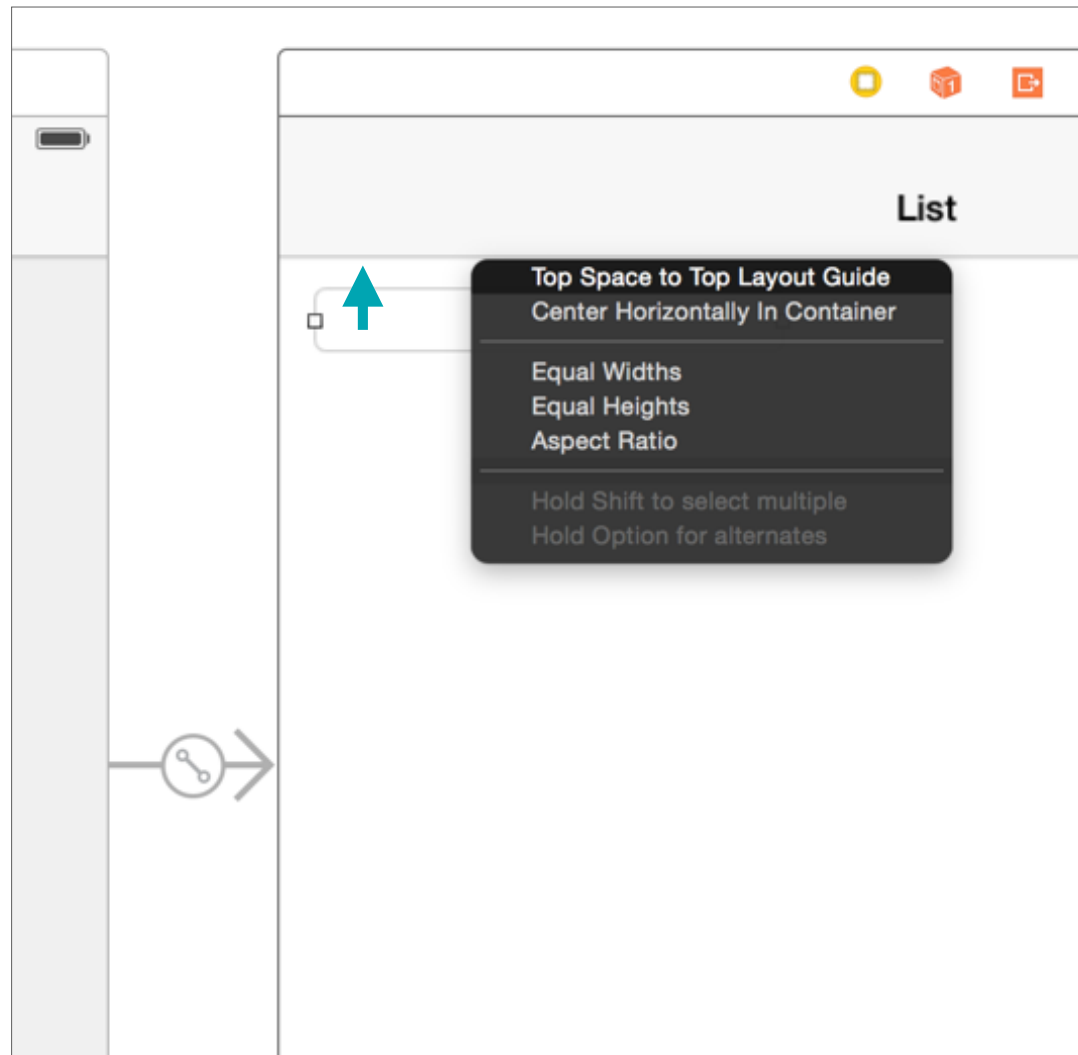 1
List
Top Space to Top Layout Guide
Center Horizontally In Container
Equal Widths
Equal Heights
Aspect Ratio
Hold Shift to select multiple
Hold Option for alternates